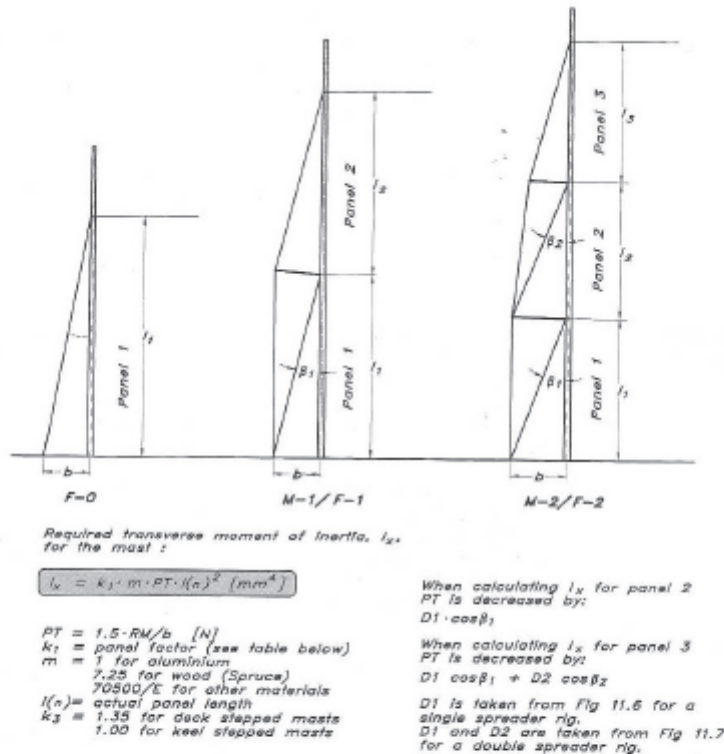 Panel 3
l₃
Panel 2
l₂
Panel 2
β₂
l₂
Panel 1
l₁
Panel 1
β₁
l₁
Panel 1
β₁
l₁
b
b
b
F-0
M-1/F-1
M-2/F-2
Required transverse moment of inertia, Iₓ,
for the mast :
Iₓ = k₃·m·PT·l(n)² [mm⁴]
PT = 1.5·RM/b [N]
k₁ = panel factor (see table below)
m = 1 for aluminium
7.25 for wood (Spruce)
70500/E for other materials
l(n)= actual panel length
k₃ = 1.35 for deck stepped masts
1.00 for keel stepped masts
When calculating Iₓ for panel 2
PT is decreased by:
D1·cosβ₁
When calculating Iₓ for panel 3
PT is decreased by:
D1 cosβ₁ + D2 cosβ₂
D1 is taken from Fig 11.6 for a
single spreader rig.
D1 and D2 are taken from Fig 11.7
for a double spreader rig.